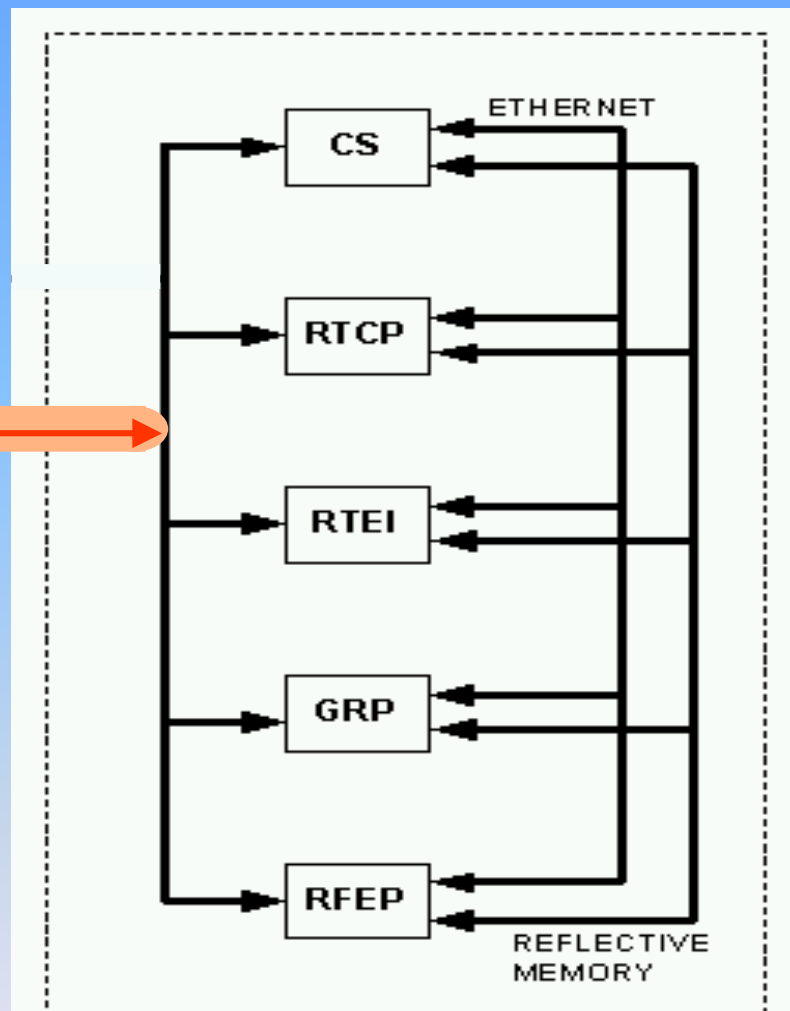 ETHERNET
CS
RTCP
RTEI
GRP
RFEP
REFLECTIVE
MEMORY